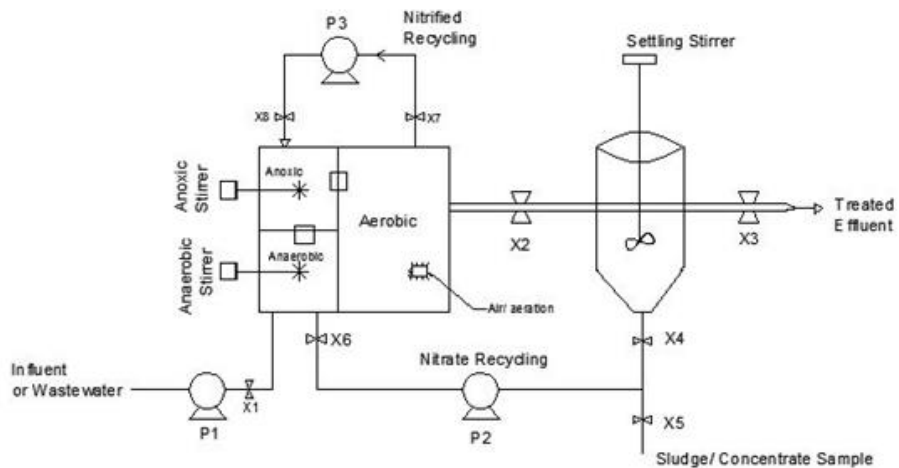 P3
Nitrified
Recycling
Settling Stirrer
X8
X7
Anoxic
Stirrer
Anoxic
Aerobic
Anaerobic
Stirrer
Anaerobic
Air/aeration
X2
X3
Treated
Effluent
X6
X4
Nitrate Recycling
Influent
or Wastewater
X1
P1
P2
X5
Sludge/ Concentrate Sample